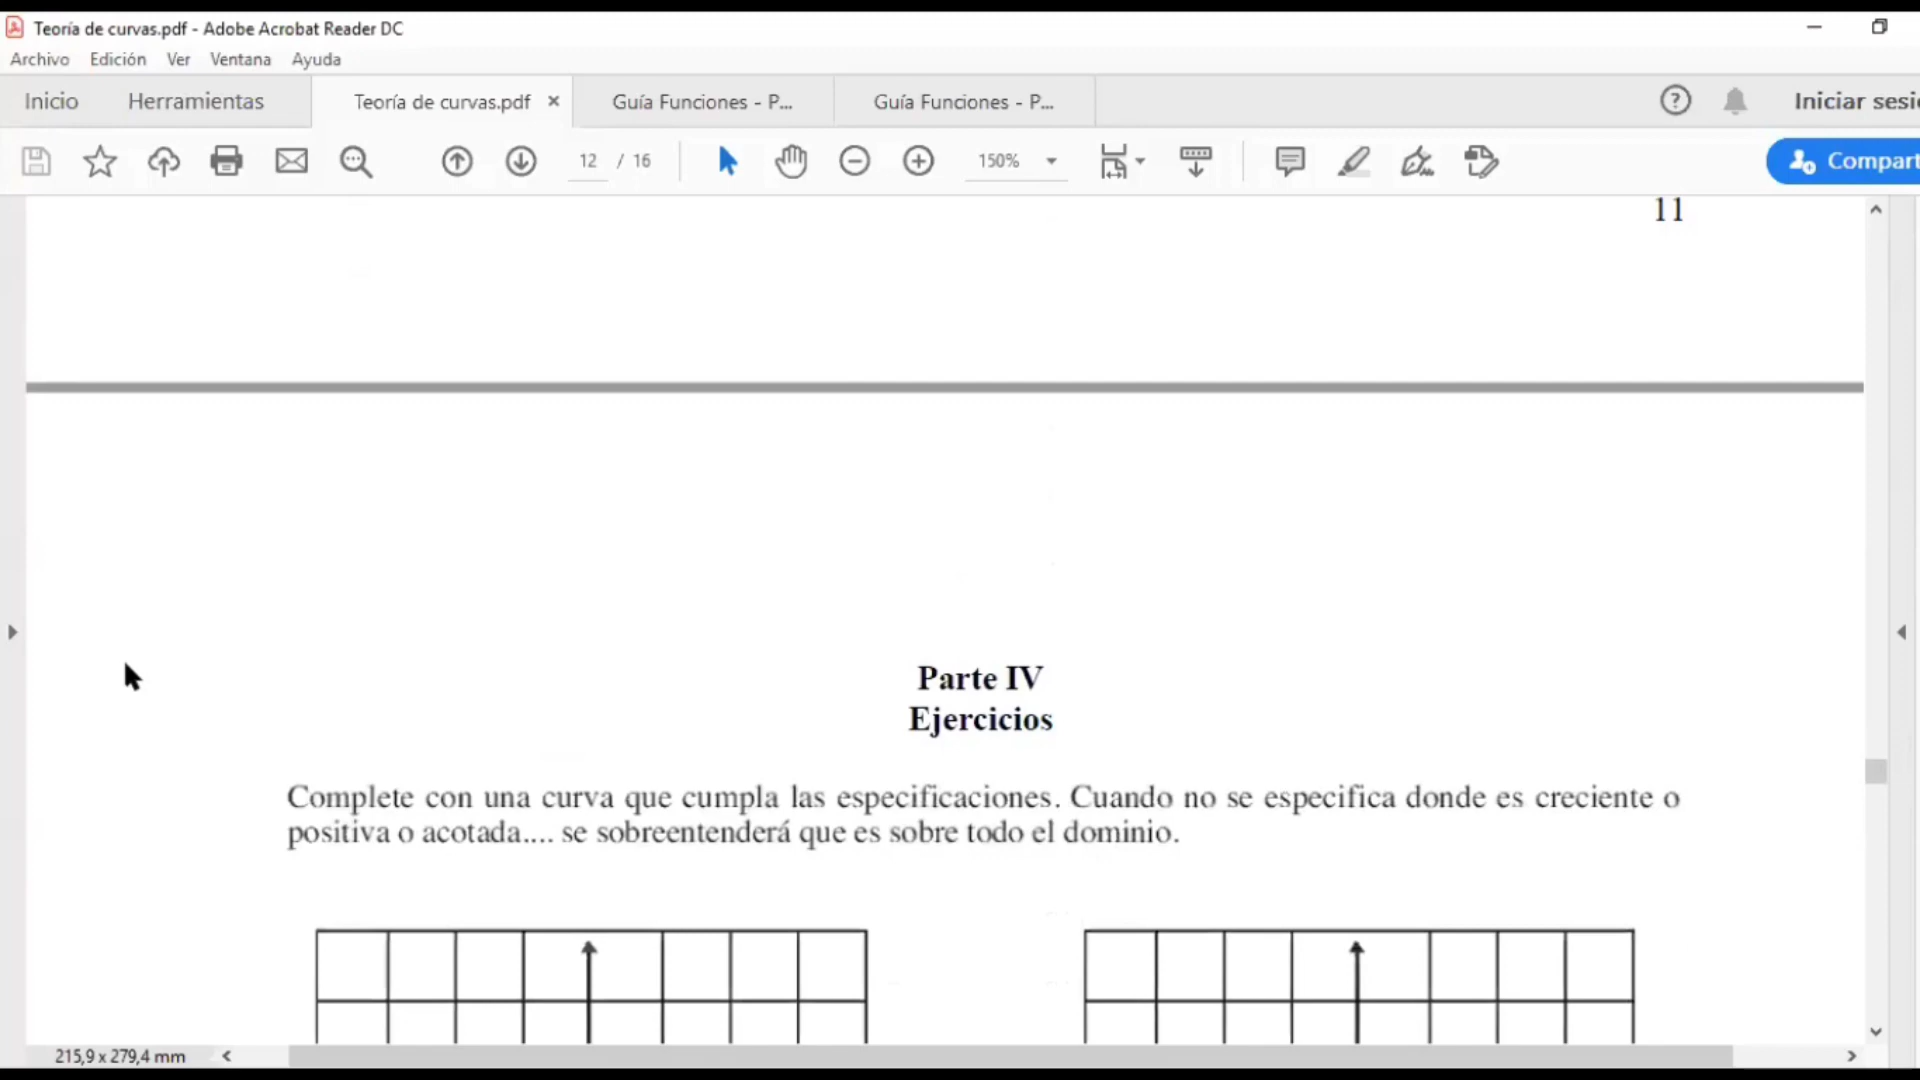 Teoría de curvas.pdf - Adobe Acrobat Reader DC
Archivo Edición Ver Ventana Ayuda
Inicio Herramientas Teoría de curvas.pdf × Guía Funciones - P... Guía Funciones - P... Iniciar sesi
12 / 16 150% Compart
11
Parte IV
Ejercicios
Complete con una curva que cumpla las especificaciones. Cuando no se especifica donde es creciente o
positiva o acotada.... se sobreentenderá que es sobre todo el dominio.
215,9 x 279,4 mm